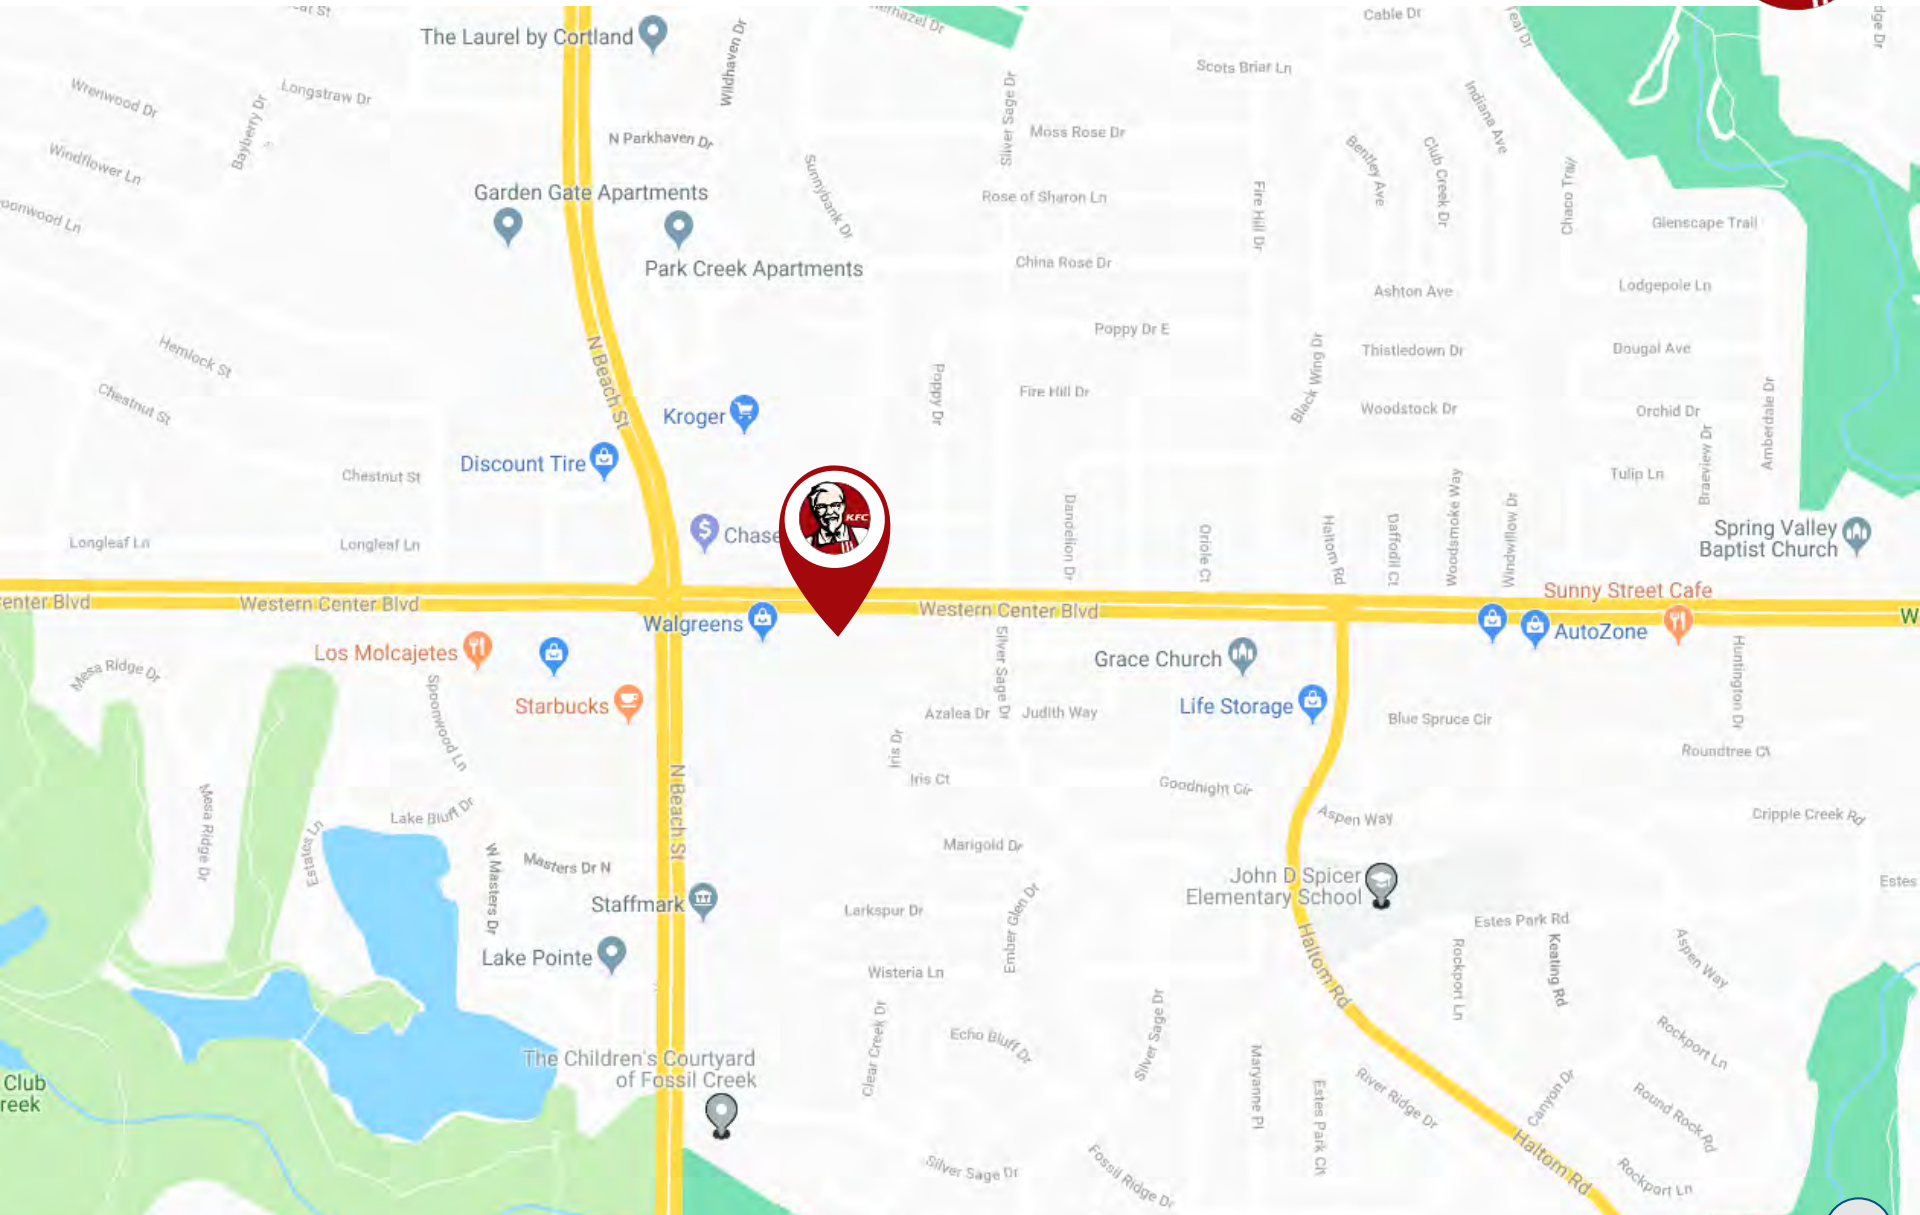 The Laurel by Cortland
Wildhaven Dr
Cable Dr
Teal Dr
Scots Briar Ln
Wrenwood Dr
Longstraw Dr
Bayberry Dr
Silver Sage Dr
Indiana Ave
N Parkhaven Dr
Moss Rose Dr
Windflower Ln
Sunnybank Dr
Bentley Ave
Club Creek Dr
Chaco Trail
Garden Gate Apartments
Rose of Sharon Ln
Fire Hill Dr
Glenscape Trail
Park Creek Apartments
China Rose Dr
Ashton Ave
Lodgepole Ln
Poppy Dr E
Hemlock St
N Beach St
Thistledown Dr
Dougal Ave
Black Wing Dr
Chestnut St
Poppy Dr
Fire Hill Dr
Kroger
Woodstock Dr
Orchid Dr
Amberdale Dr
Braeview Dr
Discount Tire
Chestnut St
Tulip Ln
KFC
Chase
Longleaf Ln
Longleaf Ln
Dandelion Dr
Oriole Ct
Haltom Rd
Daffodil Ct
Woodsmoke Way
Windwillow Dr
Spring Valley
Baptist Church
enter Blvd
Western Center Blvd
Western Center Blvd
Sunny Street Cafe
W
Walgreens
AutoZone
Los Molcajetes
Mesa Ridge Dr
Silver Sage Dr
Grace Church
Huntington Dr
Starbucks
Spoonwood Ln
Azalea Dr
Judith Way
Life Storage
Blue Spruce Cir
Iris Dr
Iris Ct
Roundtree Ct
Goodnight Cir
N Beach St
Mesa Ridge Dr
Estates Ln
Lake Bluff Dr
Aspen Way
Cripple Creek Rd
W Masters Dr
Masters Dr N
Marigold Dr
John D Spicer
Elementary School
Estes
Staffmark
Larkspur Dr
Ember Glen Dr
Estes Park Rd
Lake Pointe
Wisteria Ln
Haltom Rd
Rockport Ln
Keating Rd
Aspen Way
Clear Creek Dr
Echo Bluff Dr
Silver Sage Dr
Rockport Ln
The Children's Courtyard
of Fossil Creek
Maryanne Pl
Estes Park Ct
River Ridge Dr
Canyon Dr
Round Rock Rd
Club
reek
Silver Sage Dr
Fossil Ridge Dr
Haltom Rd
Rockport Ln